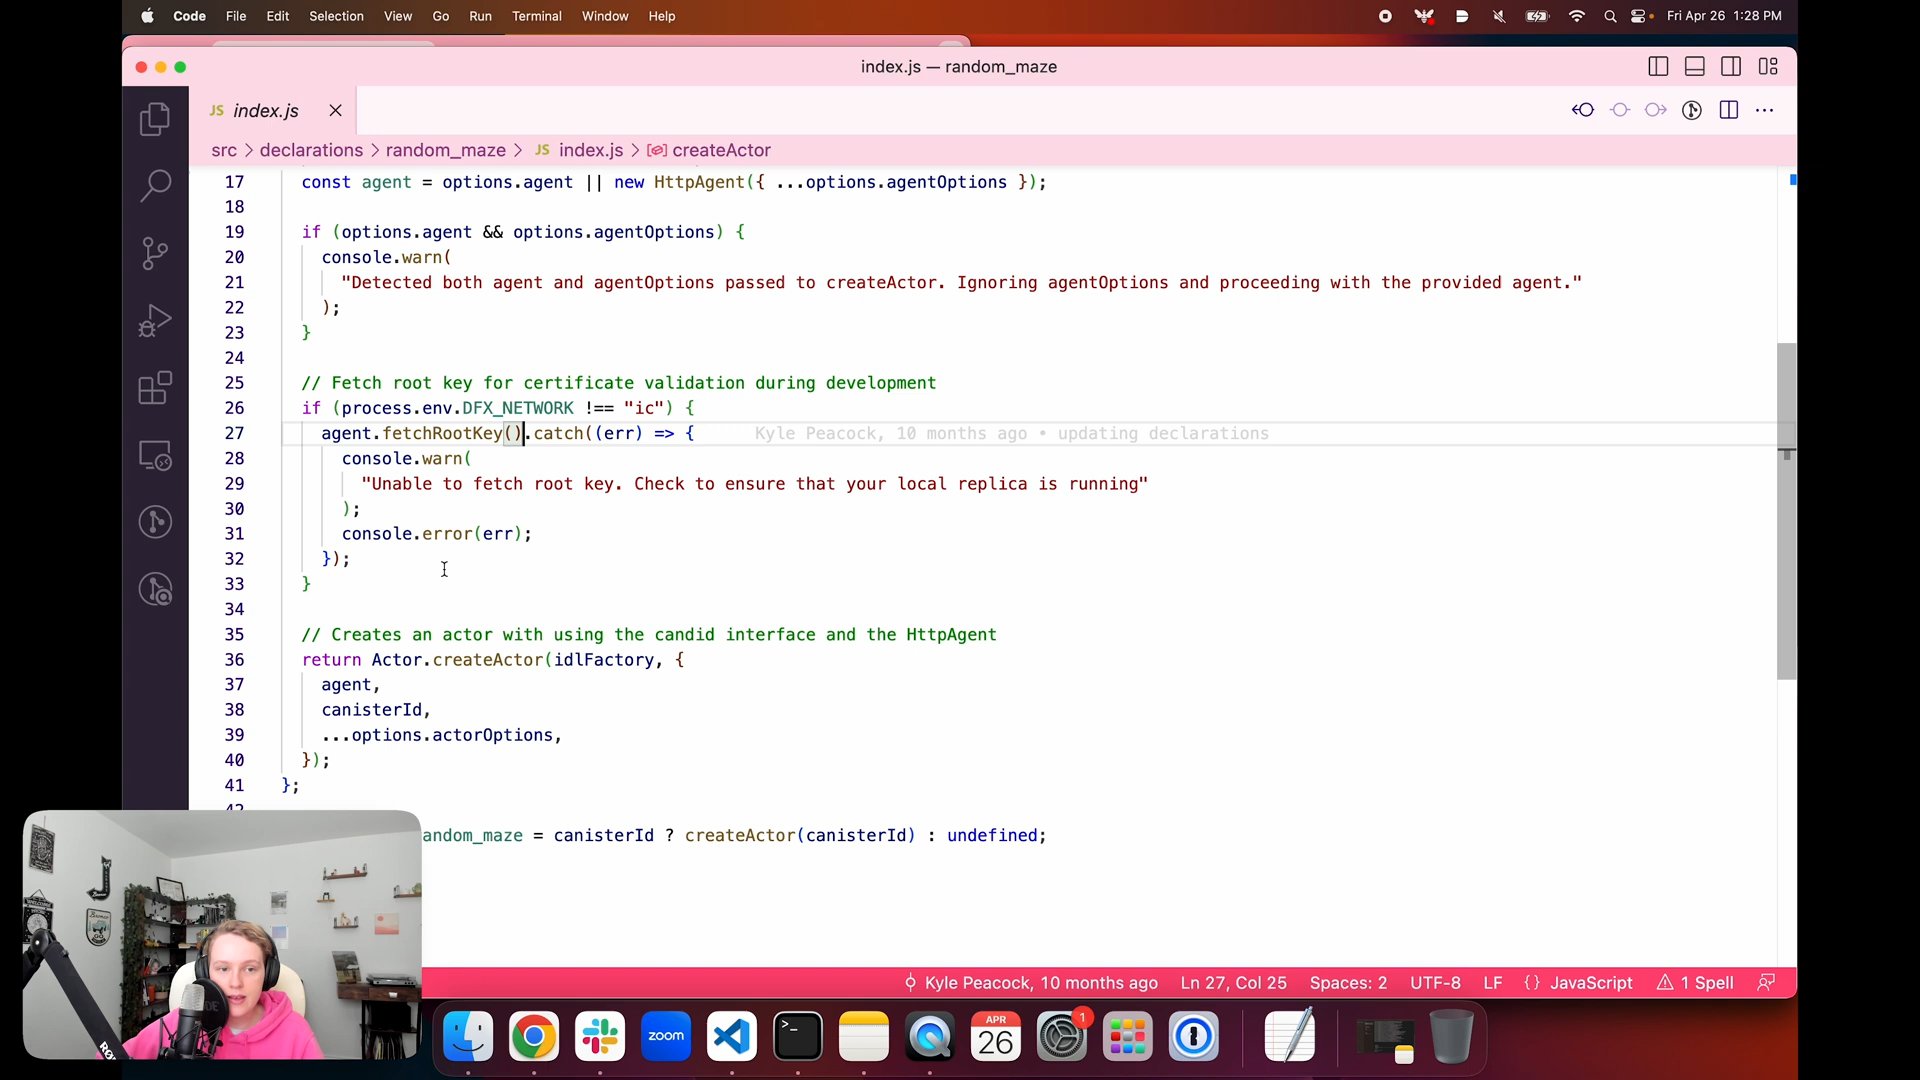 Code File Edit Selection View Go Run Terminal Window Help Fri Apr 26 1:28 PM
index.js — random_maze
JS index.js
src > declarations > random_maze > JS index.js > createActor
17 const agent = options.agent || new HttpAgent({ ...options.agentOptions });
18
19 if (options.agent && options.agentOptions) {
20 console.warn(
21 "Detected both agent and agentOptions passed to createActor. Ignoring agentOptions and proceeding with the provided agent."
22 );
23 }
24
25 // Fetch root key for certificate validation during development
26 if (process.env.DFX_NETWORK !== "ic") {
27 agent.fetchRootKey().catch((err) => { Kyle Peacock, 10 months ago • updating declarations
28 console.warn(
29 "Unable to fetch root key. Check to ensure that your local replica is running"
30 );
31 console.error(err);
32 });
33 }
34
35 // Creates an actor with using the candid interface and the HttpAgent
36 return Actor.createActor(idlFactory, {
37 agent,
38 canisterId,
39 ...options.actorOptions,
40 });
41 };
42
andom_maze = canisterId ? createActor(canisterId) : undefined;
Kyle Peacock, 10 months ago Ln 27, Col 25 Spaces: 2 UTF-8 LF {} JavaScript 1 Spell
zoom
APR
26
1